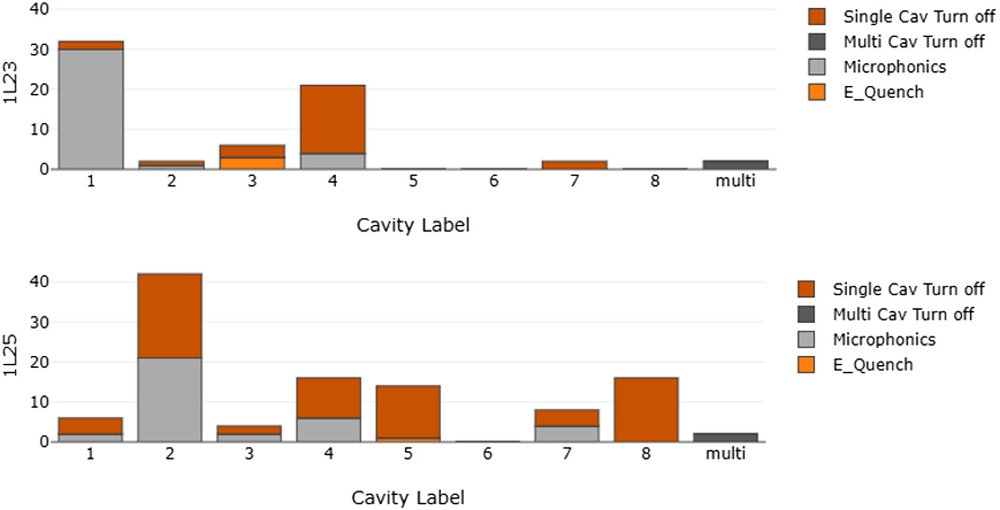 40
30
20
10
0
1L23
1 2 3 4 5 6 7 8 multi
Cavity Label
Single Cav Turn off
Multi Cav Turn off
Microphonics
E_Quench
40
30
20
10
0
1L25
1 2 3 4 5 6 7 8 multi
Cavity Label
Single Cav Turn off
Multi Cav Turn off
Microphonics
E_Quench